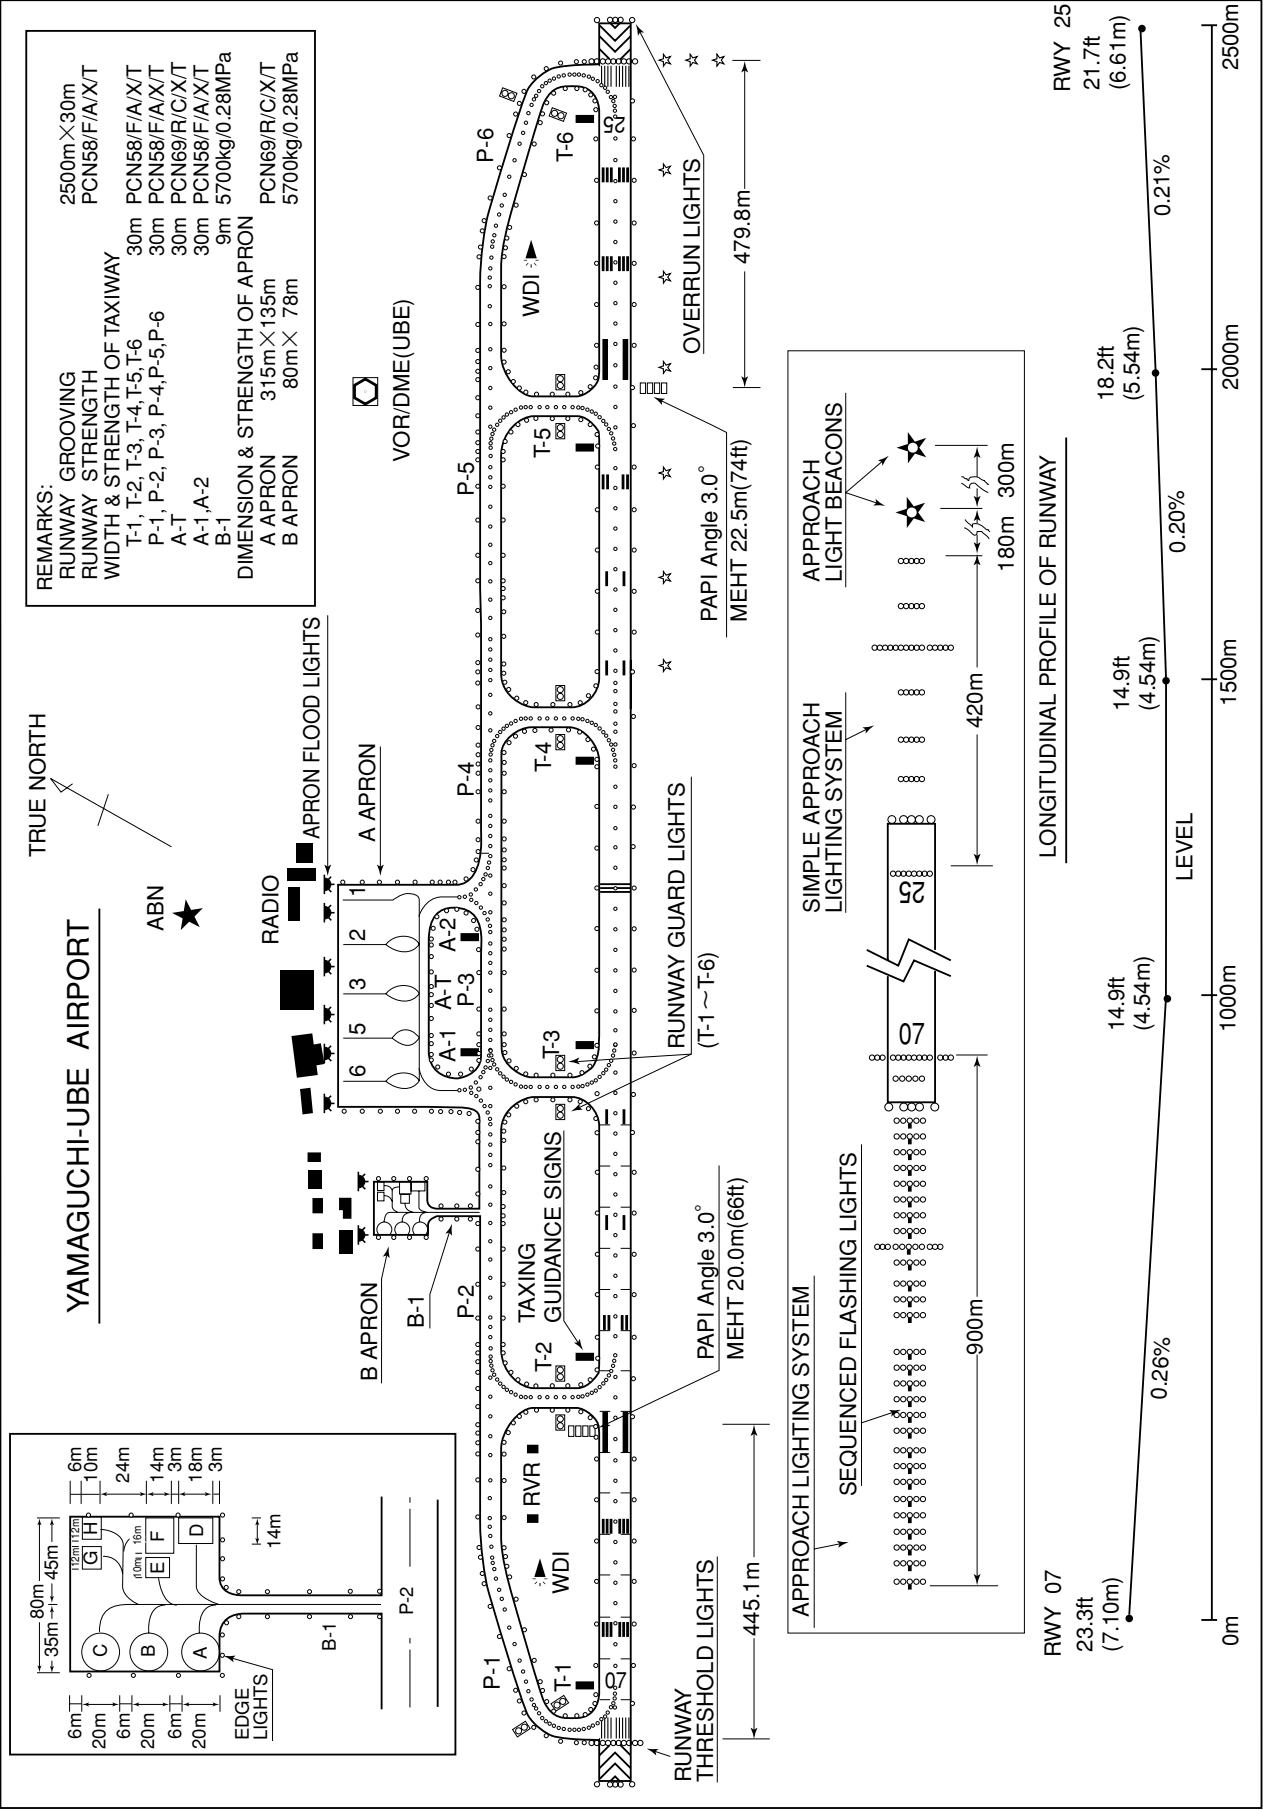 YAMAGUCHI-UBE AIRPORT
TRUE NORTH
ABN
RADIO
APRON FLOOD LIGHTS
A APRON
REMARKS:
RUNWAY GROOVING 2500m×30m
RUNWAY STRENGTH PCN58/F/A/X/T
WIDTH & STRENGTH OF TAXIWAY
T-1, T-2, T-3, T-4,T-5,T-6 30m PCN58/F/A/X/T
P-1, P-2, P-3, P-4,P-5,P-6 30m PCN58/F/A/X/T
A-T 30m PCN69/R/C/X/T
A-1,A-2 30m PCN58/F/A/X/T
B-1 9m 5700kg/0.28MPa
DIMENSION & STRENGTH OF APRON
A APRON 315m×135m PCN69/R/C/X/T
B APRON 80m× 78m 5700kg/0.28MPa
VOR/DME(UBE)
80m
35m 45m
6m
20m
6m
20m
6m
20m
C
B
A
G
H
E
F
D
12m 12m
10m 16m
6m
10m
24m
14m
3m
18m
3m
14m
EDGE
LIGHTS
B-1
P-2
6 5 3 2 1
A-1 A-T A-2
P-3
B APRON
B-1
P-1
P-2
P-4
P-5
P-6
TAXING
GUIDANCE SIGNS
RVR
WDI
WDI
T-1
T-2
T-3
T-4
T-5
T-6
07
25
RUNWAY
THRESHOLD LIGHTS
445.1m
PAPI Angle 3.0°
MEHT 20.0m(66ft)
RUNWAY GUARD LIGHTS
(T-1~T-6)
PAPI Angle 3.0°
MEHT 22.5m(74ft)
OVERRUN LIGHTS
479.8m
APPROACH LIGHTING SYSTEM
SEQUENCED FLASHING LIGHTS
900m
07
25
SIMPLE APPROACH
LIGHTING SYSTEM
420m
APPROACH
LIGHT BEACONS
180m 300m
LONGITUDINAL PROFILE OF RUNWAY
RWY 07
23.3ft
(7.10m)
0.26%
14.9ft
(4.54m)
LEVEL
14.9ft
(4.54m)
0.20%
18.2ft
(5.54m)
0.21%
RWY 25
21.7ft
(6.61m)
0m 1000m 1500m 2000m 2500m